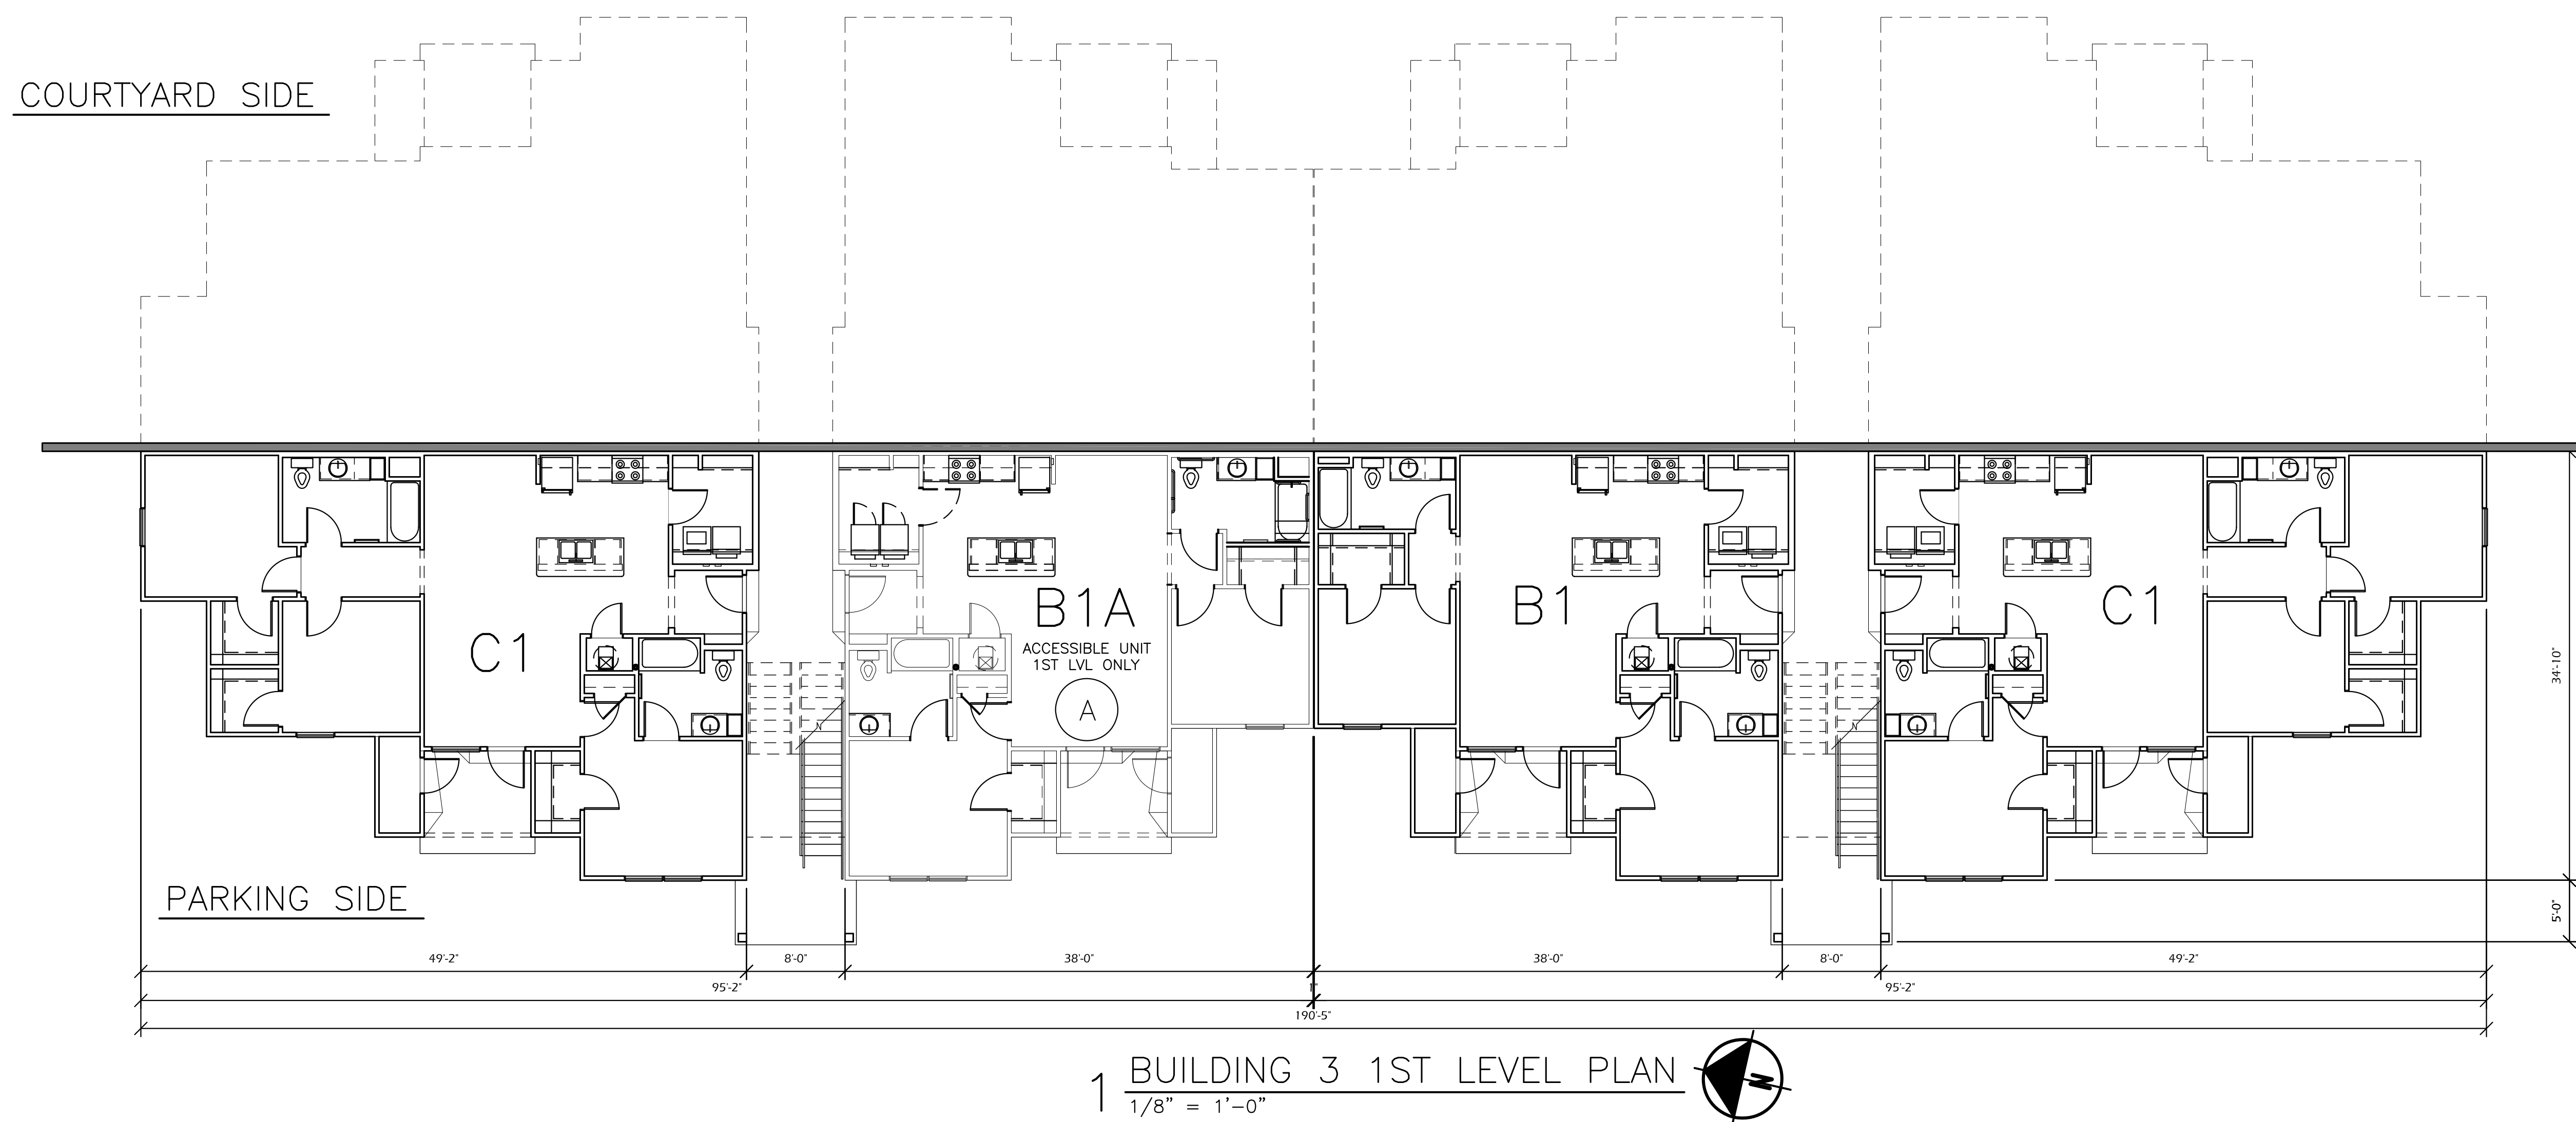 COURTYARD SIDE
C1
B1A
ACCESSIBLE UNIT
1ST LVL ONLY
A
B1
C1
34'-10"
5'-0"
PARKING SIDE
49'-2"
8'-0"
38'-0"
38'-0"
8'-0"
49'-2"
95'-2"
1"
95'-2"
190'-5"
1
BUILDING 3 1ST LEVEL PLAN
1/8" = 1'-0"
N